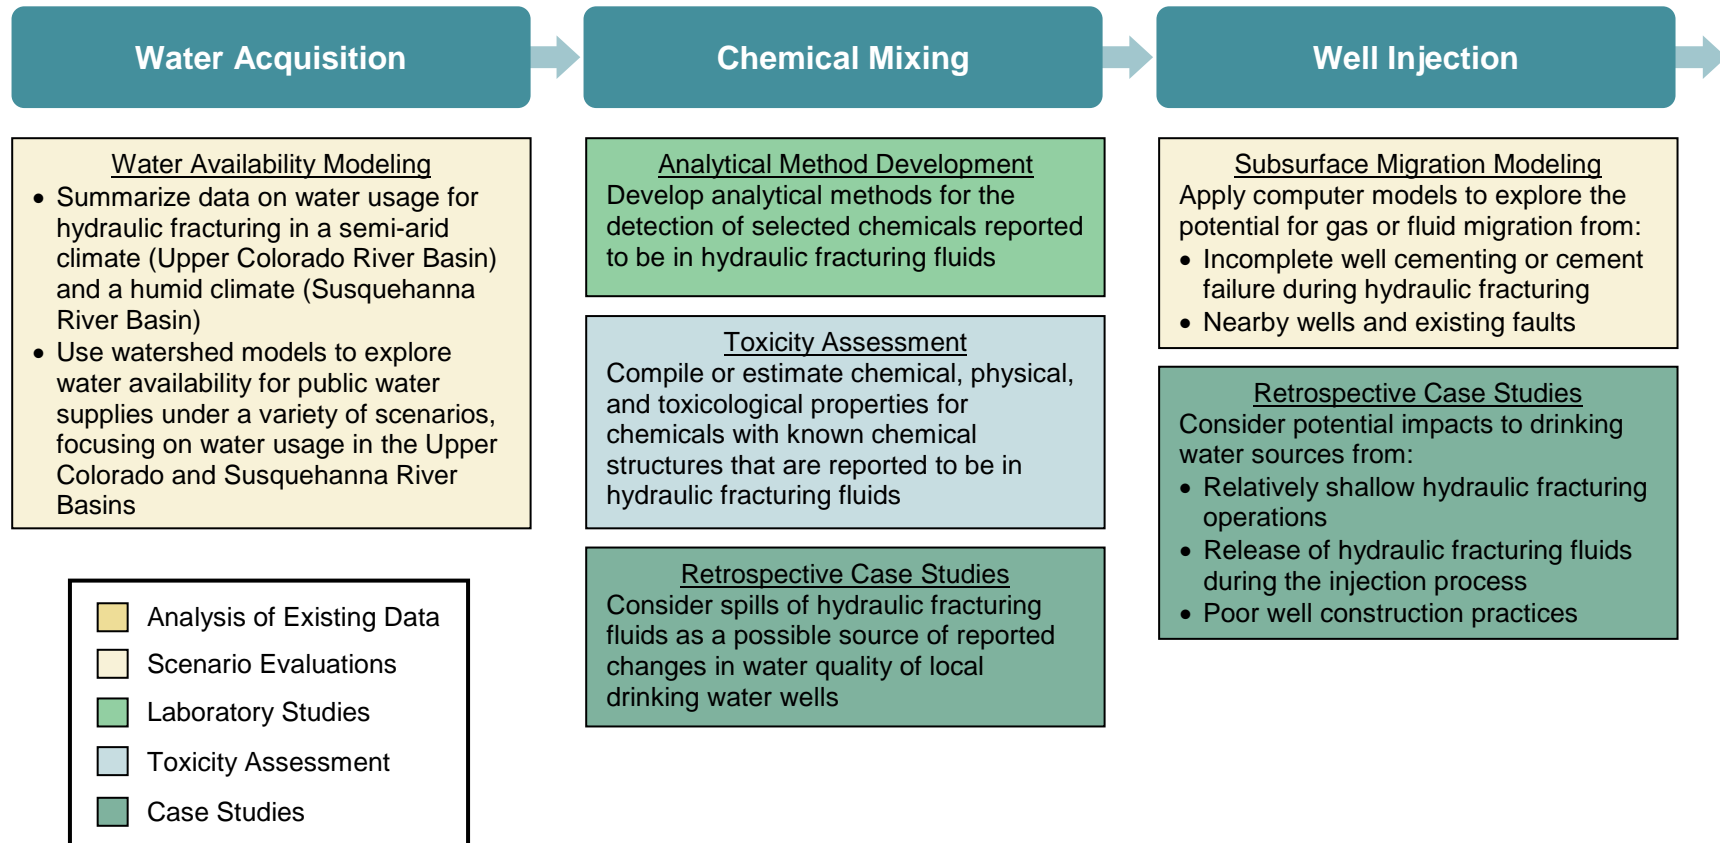 Water Acquisition
Chemical Mixing
Well Injection
Water Availability Modeling
• Summarize data on water usage for
hydraulic fracturing in a semi-arid
climate (Upper Colorado River Basin)
and a humid climate (Susquehanna
River Basin)
• Use watershed models to explore
water availability for public water
supplies under a variety of scenarios,
focusing on water usage in the Upper
Colorado and Susquehanna River
Basins
Analytical Method Development
Develop analytical methods for the
detection of selected chemicals reported
to be in hydraulic fracturing fluids
Toxicity Assessment
Compile or estimate chemical, physical,
and toxicological properties for
chemicals with known chemical
structures that are reported to be in
hydraulic fracturing fluids
Retrospective Case Studies
Consider spills of hydraulic fracturing
fluids as a possible source of reported
changes in water quality of local
drinking water wells
Subsurface Migration Modeling
Apply computer models to explore the
potential for gas or fluid migration from:
• Incomplete well cementing or cement
failure during hydraulic fracturing
• Nearby wells and existing faults
Retrospective Case Studies
Consider potential impacts to drinking
water sources from:
• Relatively shallow hydraulic fracturing
operations
• Release of hydraulic fracturing fluids
during the injection process
• Poor well construction practices
Analysis of Existing Data
Scenario Evaluations
Laboratory Studies
Toxicity Assessment
Case Studies